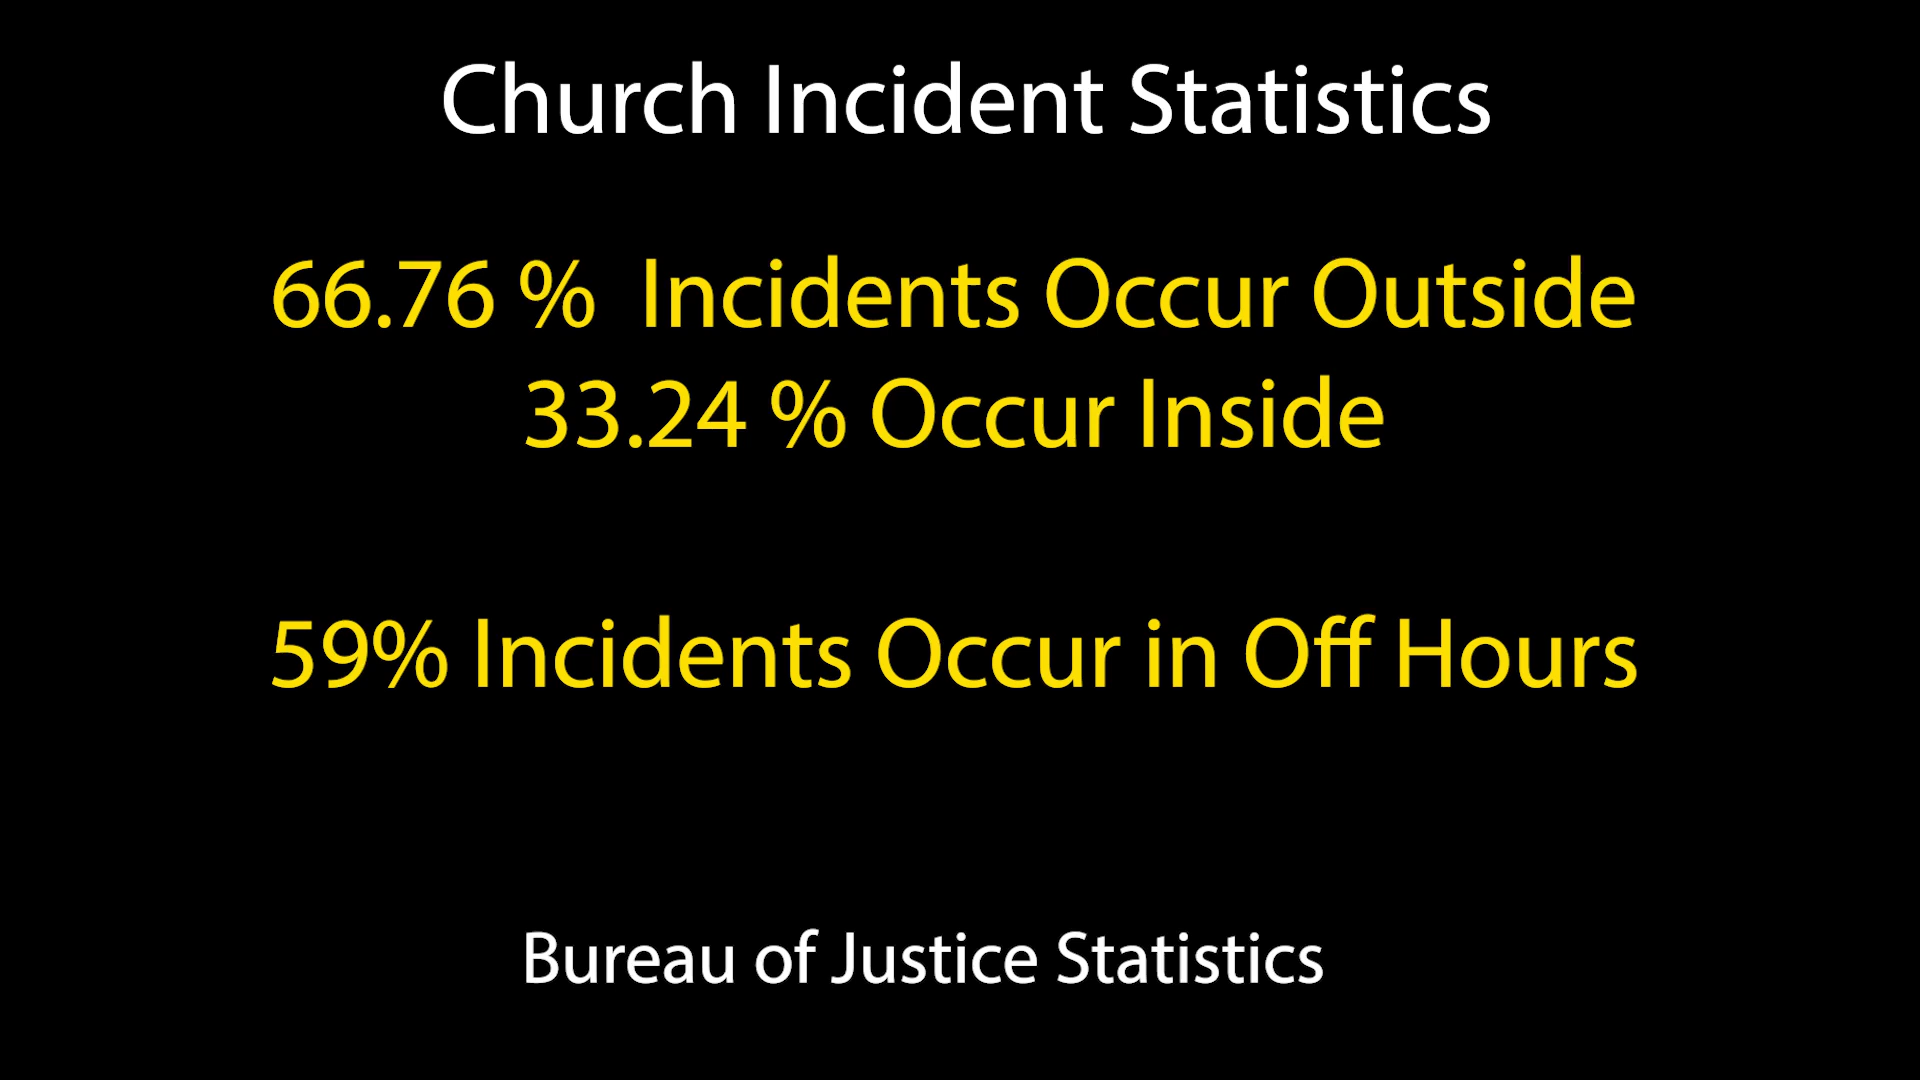 Church Incident Statistics
66.76 %  Incidents Occur Outside
33.24 % Occur Inside
59% Incidents Occur in Off Hours
Bureau of Justice Statistics